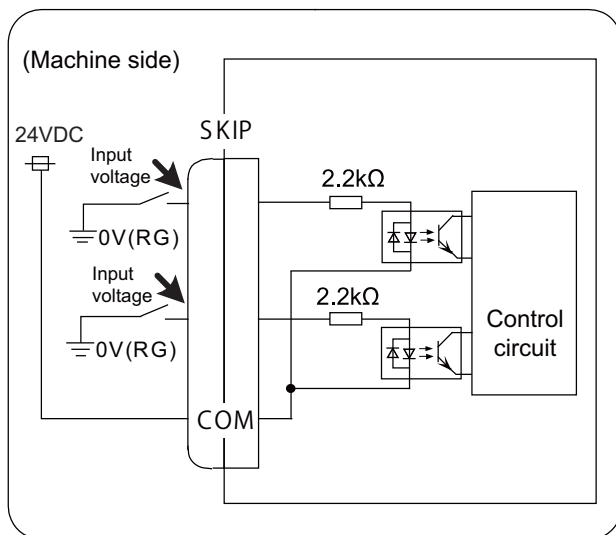 (Machine side)
SKIP
24VDC
Input
voltage
2.2kΩ
0V(RG)
Input
voltage
2.2kΩ
0V(RG)
Control
circuit
COM